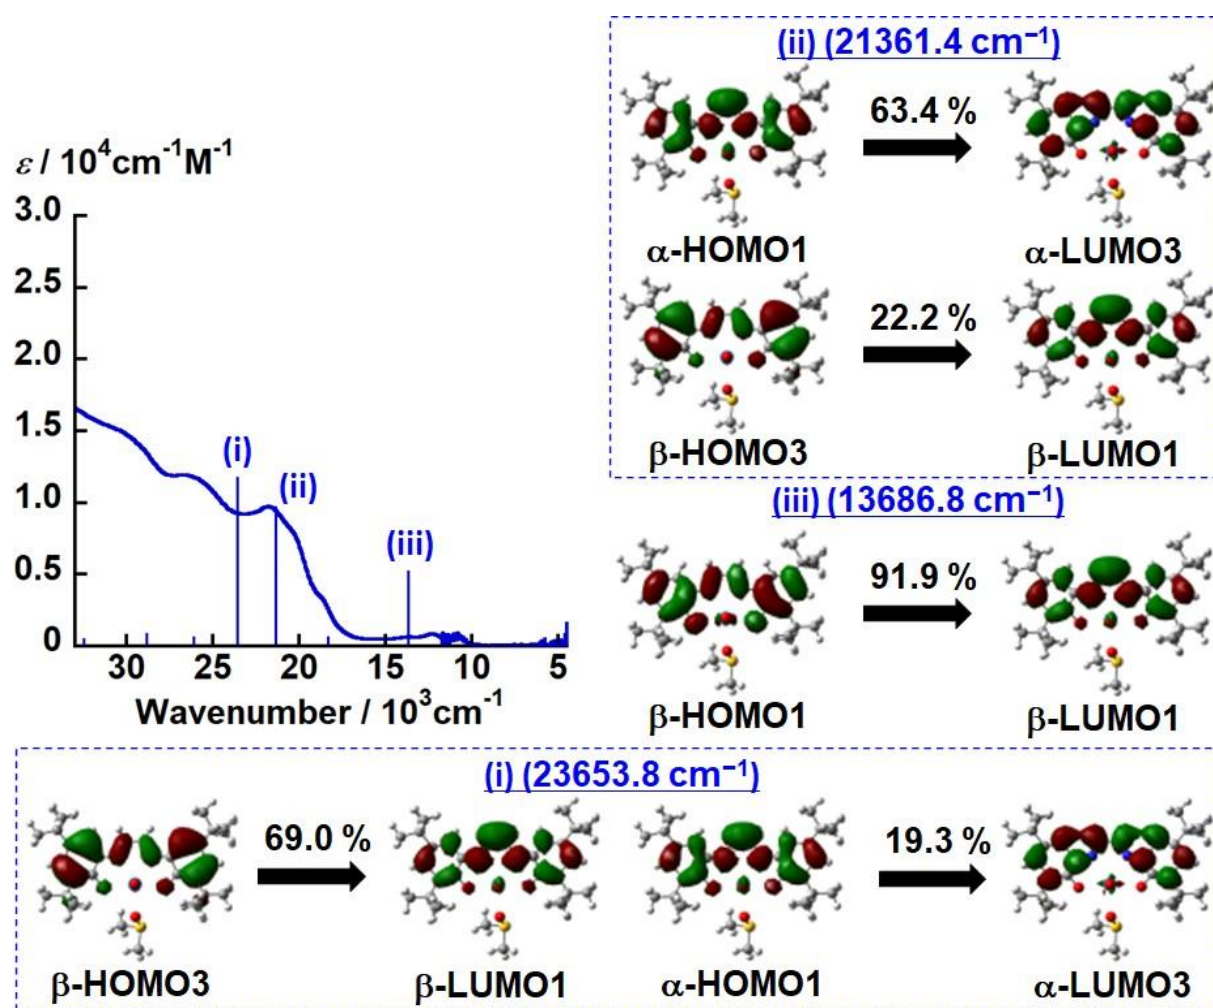 ε / 10⁴cm⁻¹M⁻¹
3.0
2.5
2.0
1.5
1.0
0.5
0
30 25 20 15 10 5
Wavenumber / 10³cm⁻¹
(i)
(ii)
(iii)
(ii) (21361.4 cm⁻¹)
63.4 %
α-HOMO1 α-LUMO3
22.2 %
β-HOMO3 β-LUMO1
(iii) (13686.8 cm⁻¹)
91.9 %
β-HOMO1 β-LUMO1
(i) (23653.8 cm⁻¹)
69.0 % 19.3 %
β-HOMO3 β-LUMO1 α-HOMO1 α-LUMO3